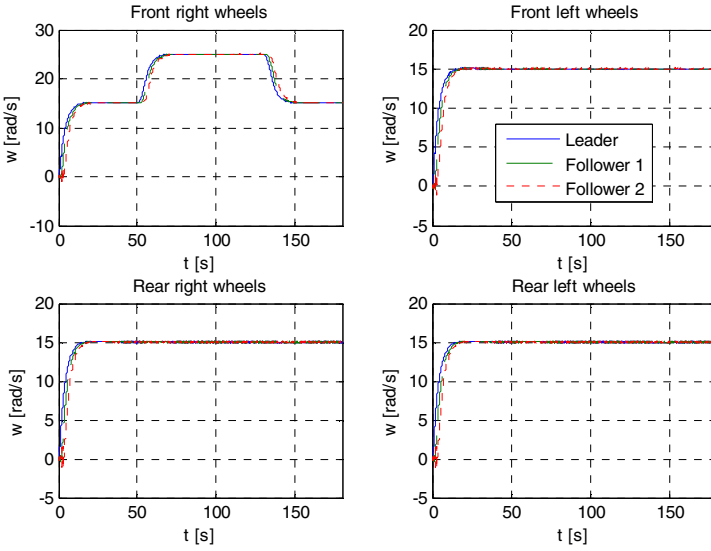 Front right wheels
30
20
10
0
-10
w [rad/s]
0
50
100
150
t [s]
Front left wheels
20
15
10
5
0
-5
w [rad/s]
Leader
Follower 1
Follower 2
0
50
100
150
t [s]
Rear right wheels
20
15
10
5
0
-5
w [rad/s]
0
50
100
150
t [s]
Rear left wheels
20
15
10
5
0
-5
w [rad/s]
0
50
100
150
t [s]